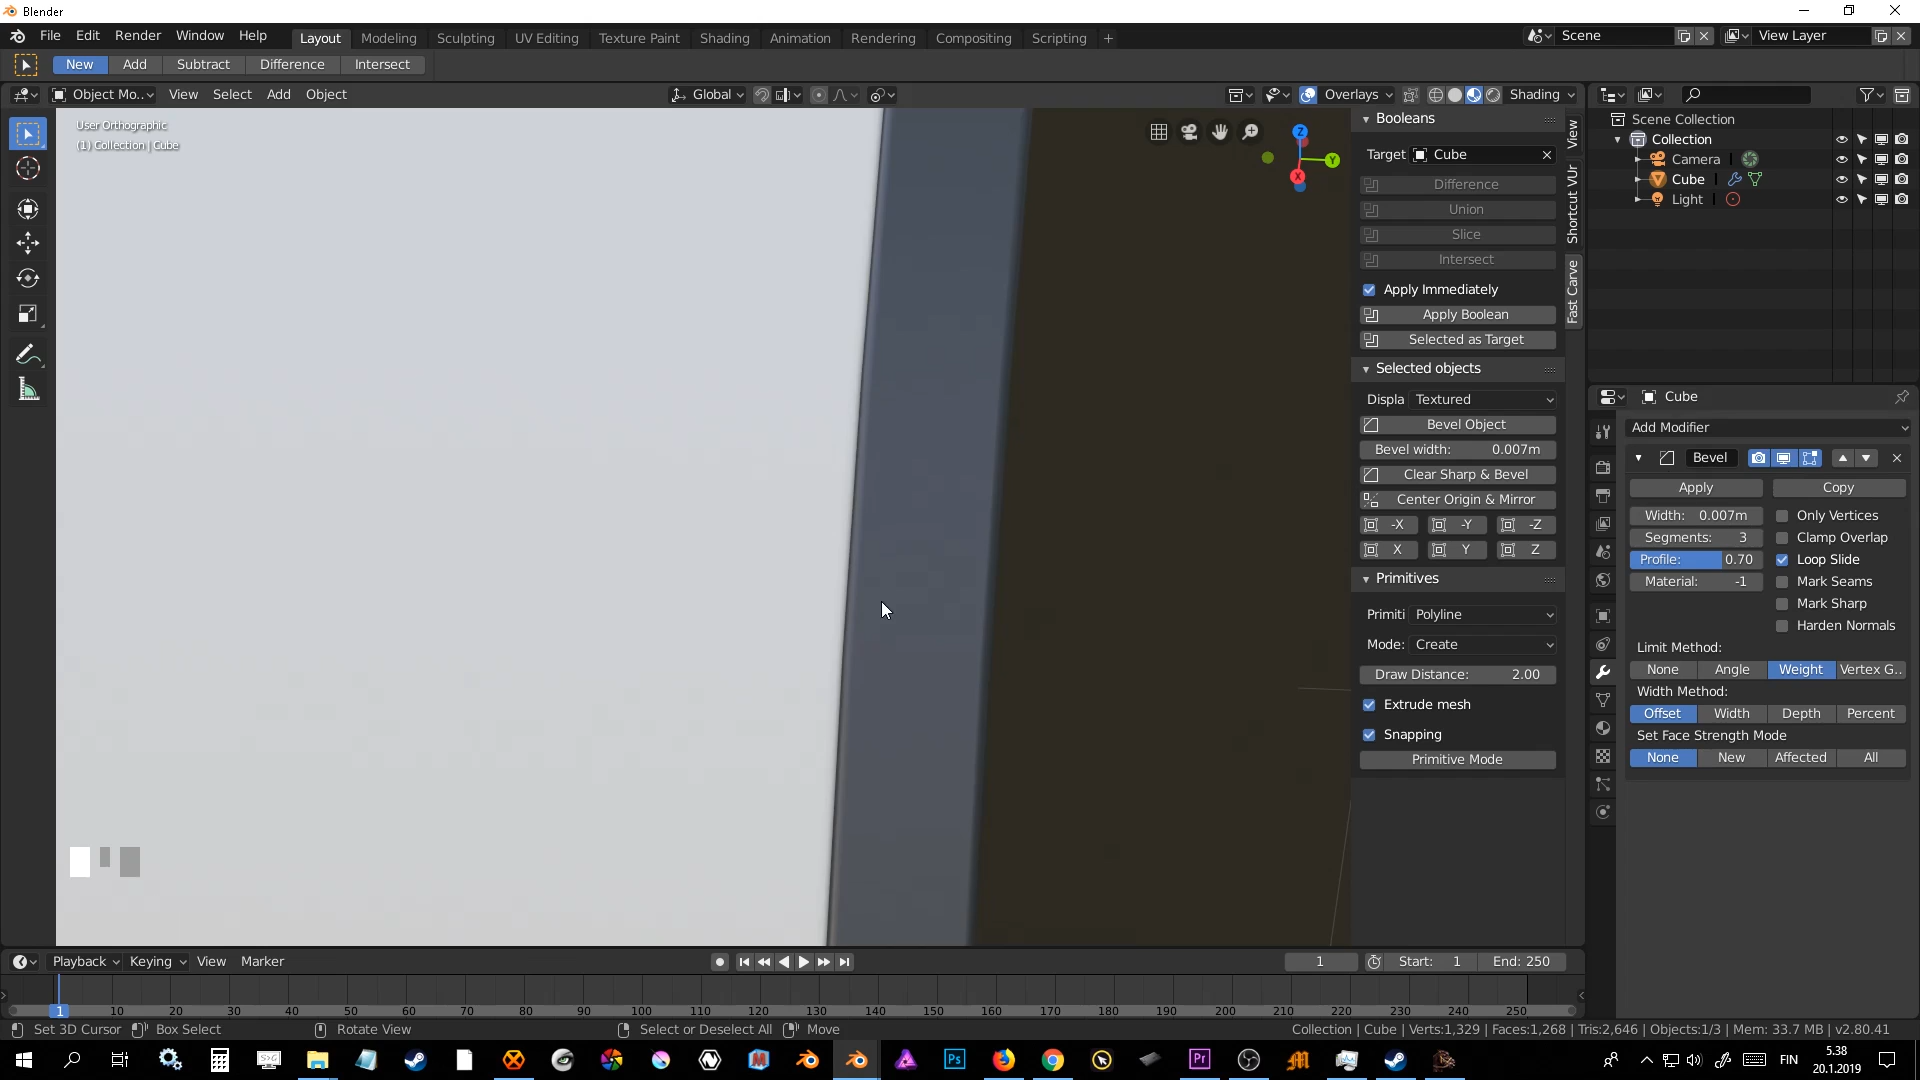 Blender
File Edit Render Window Help
Layout Modeling Sculpting UV Editing Texture Paint Shading Animation Rendering Compositing Scripting +
Scene
View Layer
New Add Subtract Difference Intersect
Object Mo.. View Select Add Object
Global
Overlays
Shading
User Orthographic
(1) Collection | Cube
Z
Y
X
Booleans
Target Cube
Difference
Union
Slice
Intersect
Apply Immediately
Apply Boolean
Selected as Target
Selected objects
Displa Textured
Bevel Object
Bevel width: 0.007m
Clear Sharp & Bevel
Center Origin & Mirror
-X -Y -Z
X Y Z
Primitives
Primiti Polyline
Mode: Create
Draw Distance: 2.00
Extrude mesh
Snapping
Primitive Mode
View
Shortcut VUr
Fast Carve
Scene Collection
Collection
Camera
Cube
Light
Cube
Add Modifier
Bevel
Apply Copy
Width: 0.007m Only Vertices
Segments: 3 Clamp Overlap
Profile: 0.70 Loop Slide
Material: -1 Mark Seams
Mark Sharp
Harden Normals
Limit Method:
None Angle Weight Vertex G..
Width Method:
Offset Width Depth Percent
Set Face Strength Mode
None New Affected All
Playback Keying View Marker
1 Start: 1 End: 250
1 10 20 30 40 50 60 70 80 90 100 110 120 130 140 150 160 170 180 190 200 210 220 230 240 250
Set 3D Cursor Box Select Rotate View Select or Deselect All Move
Collection | Cube | Verts:1,329 | Faces:1,268 | Tris:2,646 | Objects:1/3 | Mem: 33.7 MB | v2.80.41
Ps
Pr
FIN
5.38
20.1.2019